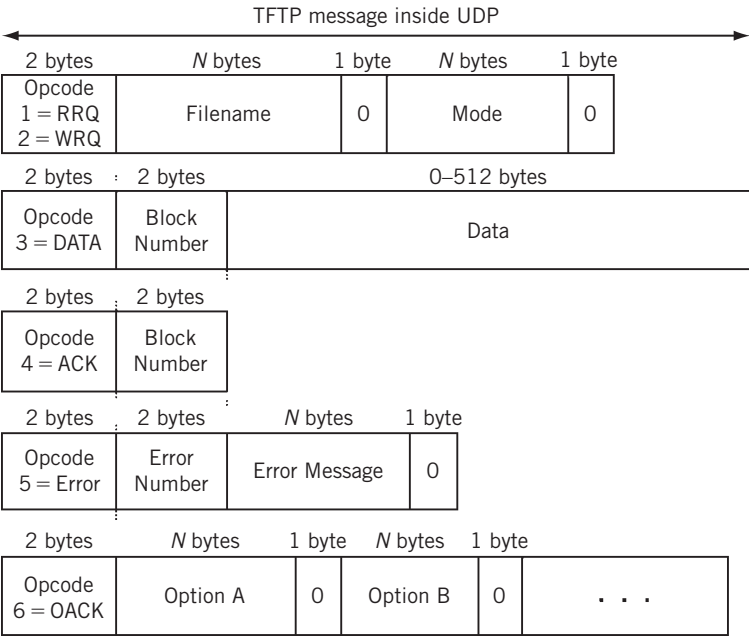 TFTP message inside UDP
2 bytes N bytes 1 byte N bytes 1 byte
Opcode
1 = RRQ
2 = WRQ
Filename
0
Mode
0
2 bytes 2 bytes 0–512 bytes
Opcode
3 = DATA
Block
Number
Data
2 bytes 2 bytes
Opcode
4 = ACK
Block
Number
2 bytes 2 bytes N bytes 1 byte
Opcode
5 = Error
Error
Number
Error Message
0
2 bytes N bytes 1 byte N bytes 1 byte
Opcode
6 = OACK
Option A
0
Option B
0
. . .